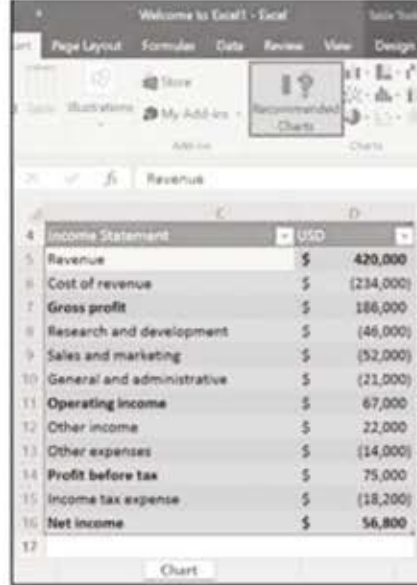 Welcome to Excel1 - Excel
Page Layout Formulas Data Review View Design
Illustrations
Store
My Add-ins
Add-ins
Recommended
Charts
Charts
fx Revenue
C D
4 Income Statement USD
5 Revenue $ 420,000
6 Cost of revenue $ (234,000)
7 Gross profit $ 186,000
8 Research and development $ (46,000)
9 Sales and marketing $ (52,000)
10 General and administrative $ (21,000)
11 Operating income $ 67,000
12 Other income $ 22,000
13 Other expenses $ (14,000)
14 Profit before tax $ 75,000
15 Income tax expense $ (18,200)
16 Net income $ 56,800
17
Chart